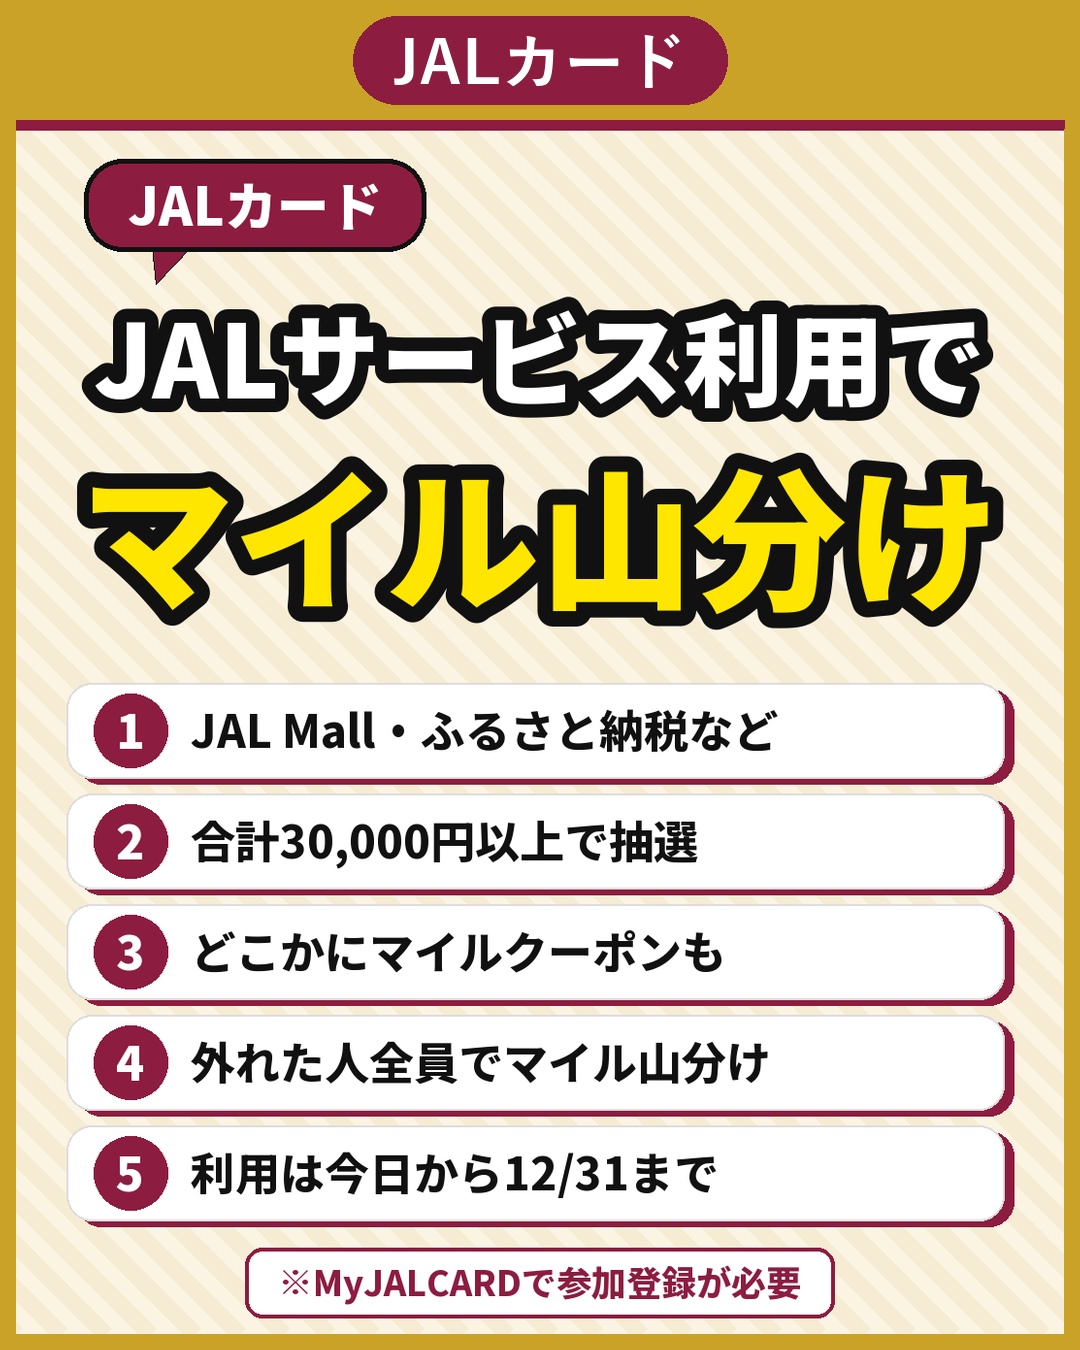 JALカード
JALカード
JALサービス利用で
マイル山分け
1 JAL Mall・ふるさと納税など
2 合計30,000円以上で抽選
3 どこかにマイルクーポンも
4 外れた人全員でマイル山分け
5 利用は今日から12/31まで
※MyJALCARDで参加登録が必要